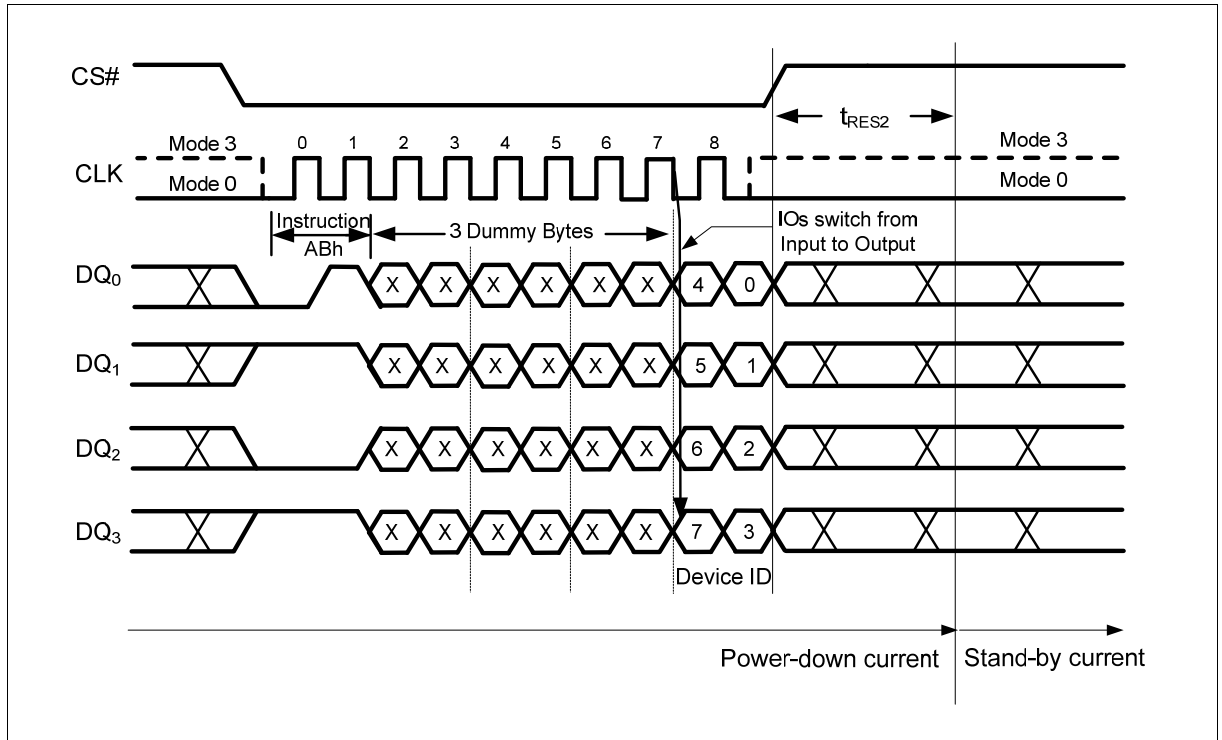 CS#
tRES2
0 1 2 3 4 5 6 7 8
Mode 3
Mode 3
CLK
Mode 0
Mode 0
Instruction
ABh
3 Dummy Bytes
IOs switch from
Input to Output
DQ0
X X X X X X 4 0
DQ1
X X X X X X 5 1
DQ2
X X X X X X 6 2
DQ3
X X X X X X 7 3
Device ID
Power-down current
Stand-by current